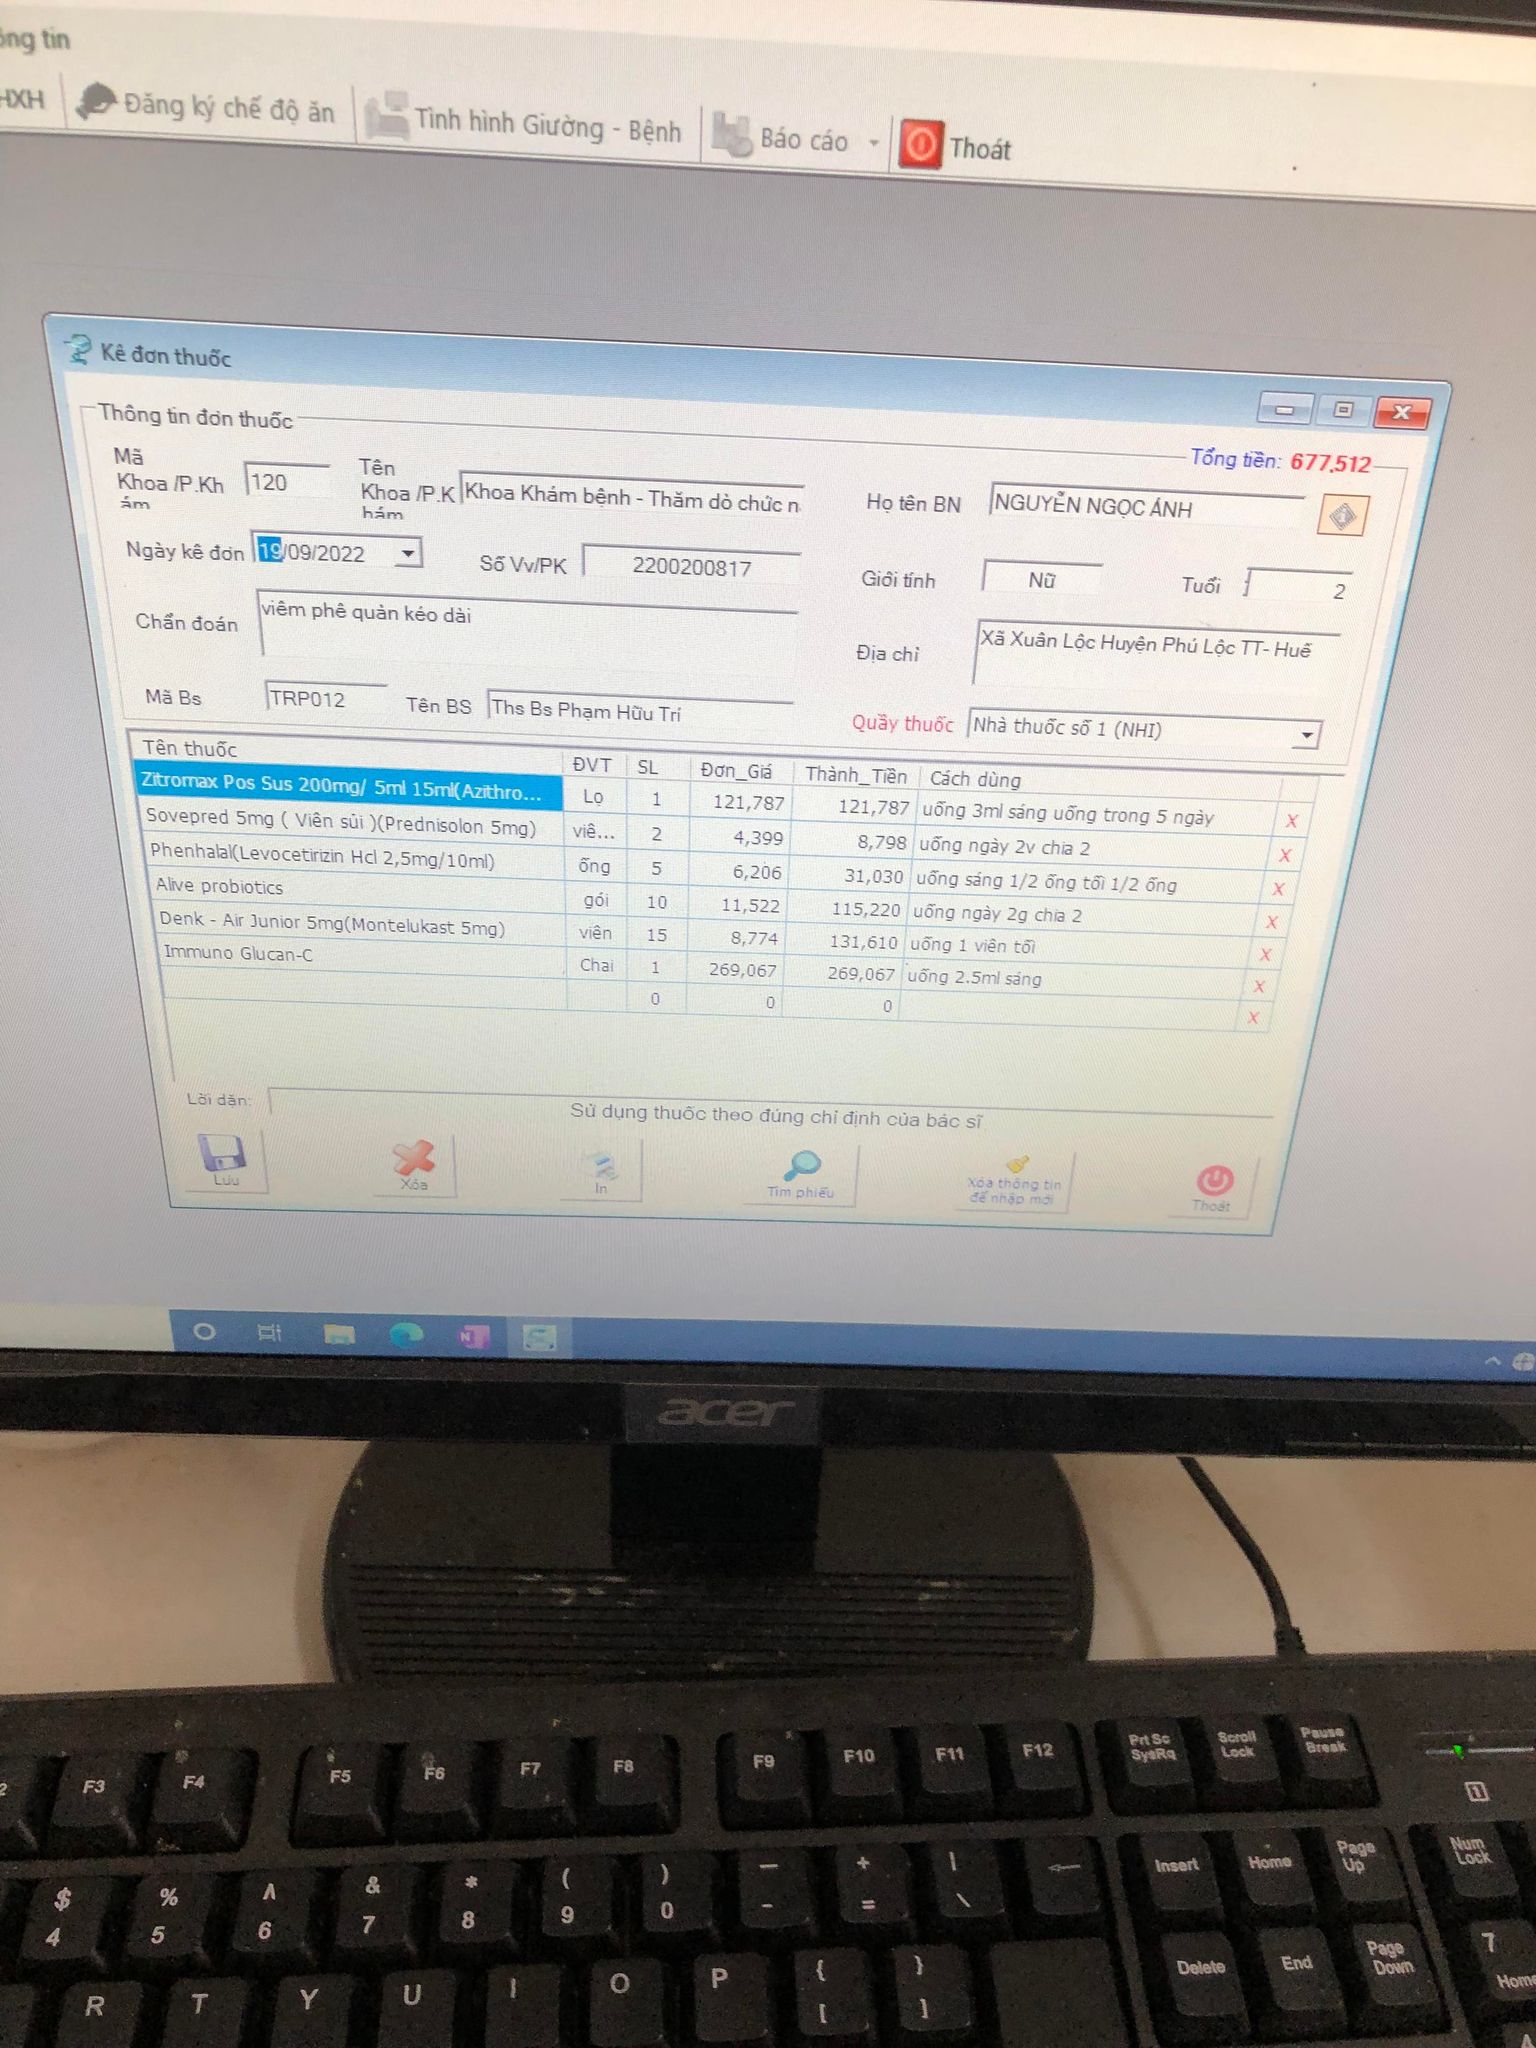 ông tin
HXH
Đăng ký chế độ ăn
Tình hình Giường - Bệnh
Báo cáo
Thoát
Kê đơn thuốc
Thông tin đơn thuốc
Tổng tiền: 677,512
Mã Khoa /P.Khám 120
Tên Khoa /P.Khám Khoa Khám bệnh - Thăm dò chức n
Họ tên BN NGUYỄN NGỌC ÁNH
Ngày kê đơn 19/09/2022
Số Vv/PK 2200200817
Giới tính Nữ
Tuổi 2
Chẩn đoán viêm phê quản kéo dài
Địa chỉ Xã Xuân Lộc Huyện Phú Lộc TT- Huế
Mã Bs TRP012
Tên BS Ths Bs Phạm Hữu Trí
Quầy thuốc Nhà thuốc số 1 (NHI)
Tên thuốc ĐVT SL Đơn_Giá Thành_Tiền Cách dùng
Zitromax Pos Sus 200mg/ 5ml 15ml(Azithro... Lọ 1 121,787 121,787 uống 3ml sáng uống trong 5 ngày X
Sovepred 5mg ( Viên sủi )(Prednisolon 5mg) viê... 2 4,399 8,798 uống ngày 2v chia 2 X
Phenhalal(Levocetirizin Hcl 2,5mg/10ml) ống 5 6,206 31,030 uống sáng 1/2 ống tối 1/2 ống X
Alive probiotics gói 10 11,522 115,220 uống ngày 2g chia 2 X
Denk - Air Junior 5mg(Montelukast 5mg) viên 15 8,774 131,610 uống 1 viên tối X
Immuno Glucan-C Chai 1 269,067 269,067 uống 2.5ml sáng X
0 0 0 X
Lời dặn: Sử dụng thuốc theo đúng chỉ định của bác sĩ
Lưu
Xóa
In
Tìm phiếu
Xóa thông tin
để nhập mới
Thoát
N
acer
F3 F4 F5 F6 F7 F8 F9 F10 F11 F12
Prt Sc
SysRq
Scroll
Lock
Pause
Break
1
$ % ∧ & * ( ) — + |
4 5 6 7 8 9 0 - = \
Insert Home Page
Up
Num
Lock
R T Y U I O P { }
[ ]
Delete End Page
Down
7
Home